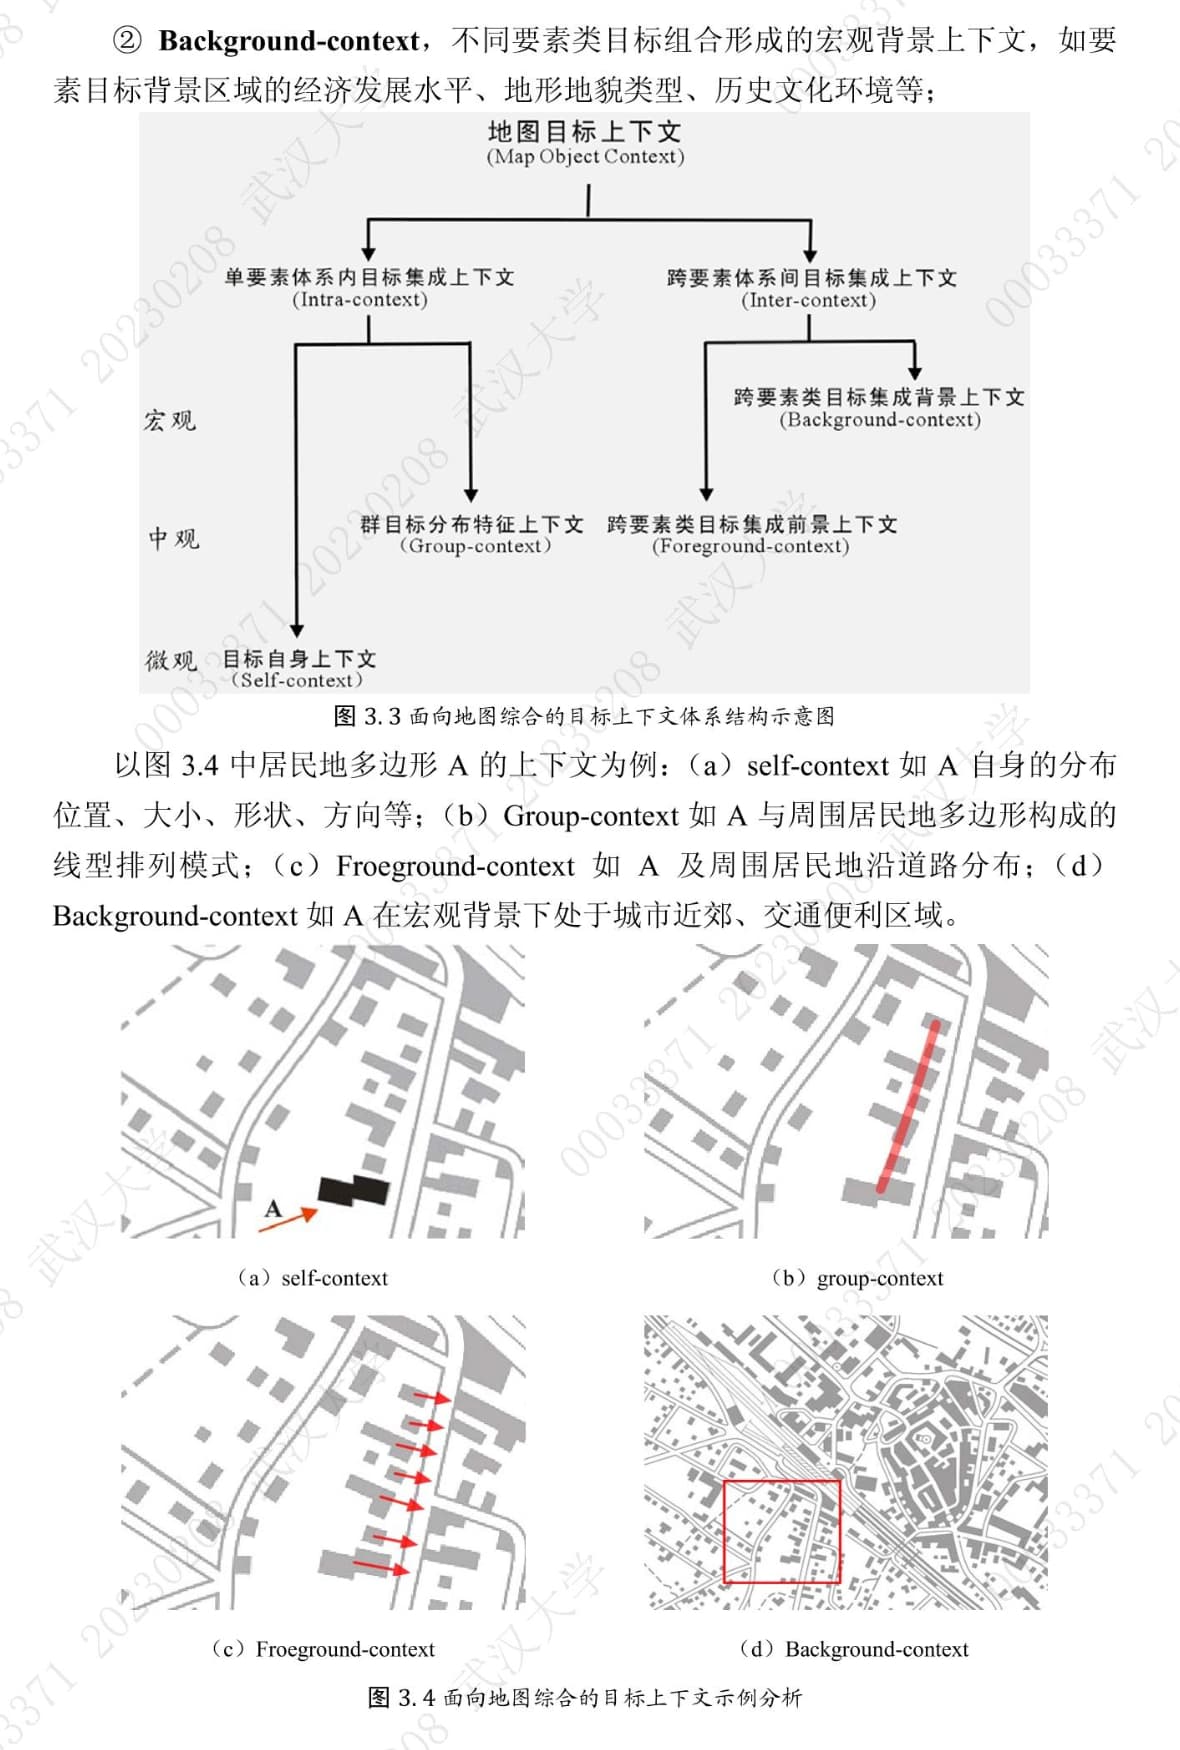 ② Background-context，不同要素类目标组合形成的宏观背景上下文，如要
素目标背景区域的经济发展水平、地形地貌类型、历史文化环境等；
地图目标上下文
(Map Object Context)
单要素体系内目标集成上下文
(Intra-context)
跨要素体系间目标集成上下文
(Inter-context)
宏观
跨要素类目标集成背景上下文
(Background-context)
中观
群目标分布特征上下文
（Group-context）
跨要素类目标集成前景上下文
(Foreground-context)
微观
目标自身上下文
（Self-context）
图 3.3 面向地图综合的目标上下文体系结构示意图
以图 3.4 中居民地多边形 A 的上下文为例：（a）self-context 如 A 自身的分布
位置、大小、形状、方向等；（b）Group-context 如 A 与周围居民地多边形构成的
线型排列模式；（c）Froeground-context 如 A 及周围居民地沿道路分布；（d）
Background-context 如 A 在宏观背景下处于城市近郊、交通便利区域。
A
（a）self-context
（b）group-context
（c）Froeground-context
（d）Background-context
图 3.4 面向地图综合的目标上下文示例分析
00033371 20230208 武汉大学